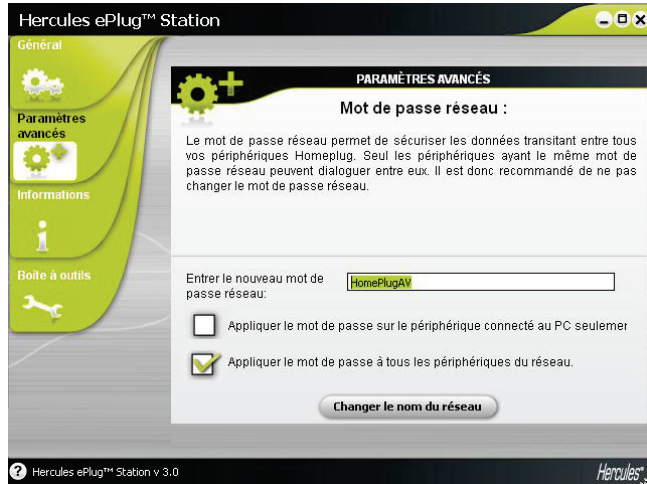 Hercules ePlug™ Station
Général
Paramètres
avancés
Informations
Boîte à outils
PARAMÈTRES AVANCÉS
Mot de passe réseau :
Le mot de passe réseau permet de sécuriser les données transitant entre tous
vos périphériques Homeplug. Seul les périphériques ayant le même mot de
passe réseau peuvent dialoguer entre eux. Il est donc recommandé de ne pas
changer le mot de passe réseau.
Entrer le nouveau mot de
passe réseau:
HomePlugAV
Appliquer le mot de passe sur le périphérique connecté au PC seulemer
Appliquer le mot de passe à tous les périphériques du réseau.
Changer le nom du réseau
? Hercules ePlug™ Station v 3.0
Hercules